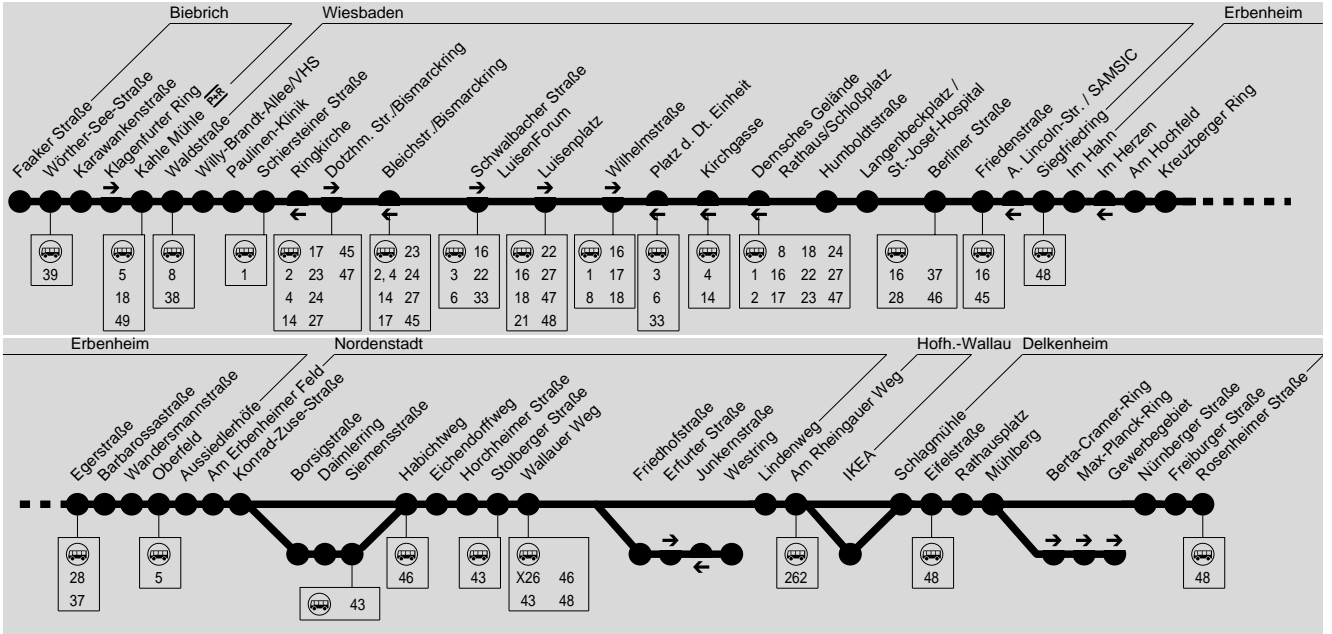 Biebrich
Wiesbaden
Erbenheim
Faaker Straße
Wörther-See-Straße
Karawankenstraße
Klagenfurter Ring
Kahle Mühle P+R
Waldstraße
Willy-Brandt-Allee/VHS
Paulinen-Klinik
Schiersteiner Straße
Ringkirche
Dotzhm. Str./Bismarckring
Bleichstr./Bismarckring
Schwalbacher Straße
LuisenForum
Luisenplatz
Wilhelmstraße
Platz d. Dt. Einheit
Kirchgasse
Dernsches Gelände
Rathaus/Schloßplatz
Humboldtstraße
Langenbeckplatz /
St.-Josef-Hospital
Berliner Straße
Friedenstraße
A. Lincoln-Str. / SAMSIC
Siegfriedring
Im Hahn
Im Herzen
Am Hochfeld
Kreuzberger Ring
39
5
18
49
8
38
1
17 45
2 23 47
4 24
14 27
23
2, 4 24
14 27
17 45
16
3 22
6 33
22
16 27
18 47
21 48
16
1 17
8 18
3
6
33
4
14
8 18 24
1 16 22 27
2 17 23 47
16 37
28 46
16
45
48
Erbenheim
Nordenstadt
Hofh.-Wallau
Delkenheim
Egerstraße
Barbarossastraße
Wandersmannstraße
Oberfeld
Aussiedlerhöfe
Am Erbenheimer Feld
Konrad-Zuse-Straße
Borsigstraße
Daimlerring
Siemensstraße
Habichtweg
Eichendorffweg
Horchheimer Straße
Stolberger Straße
Wallauer Weg
Friedhofstraße
Erfurter Straße
Junkernstraße
Westring
Lindenweg
Am Rheingauer Weg
IKEA
Schlagmühle
Eifelstraße
Rathausplatz
Mühlberg
Berta-Cramer-Ring
Max-Planck-Ring
Gewerbegebiet
Nürnberger Straße
Freiburger Straße
Rosenheimer Straße
28
37
5
43
46
43
X26 46
43 48
262
48
48